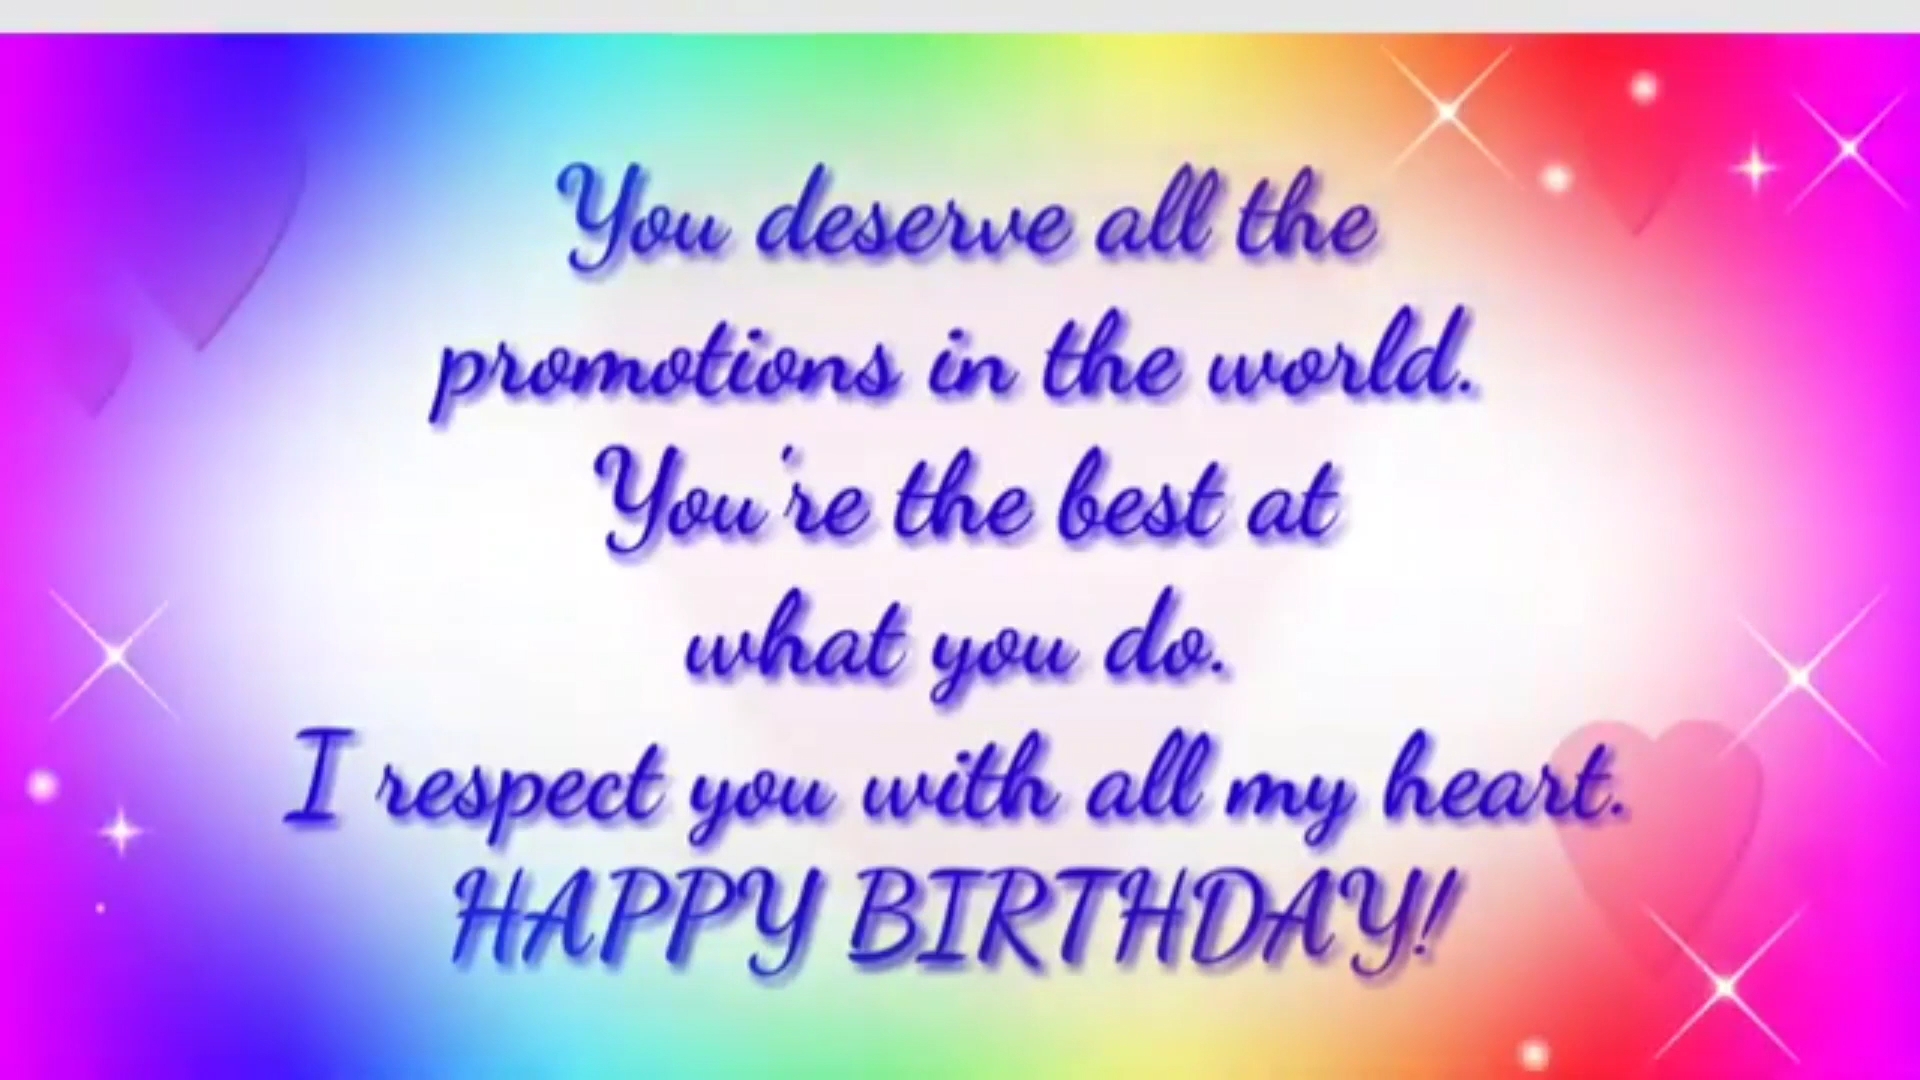 You deserve all the
promotions in the world.
You're the best at
what you do.
I respect you with all my heart.
HAPPY BIRTHDAY!